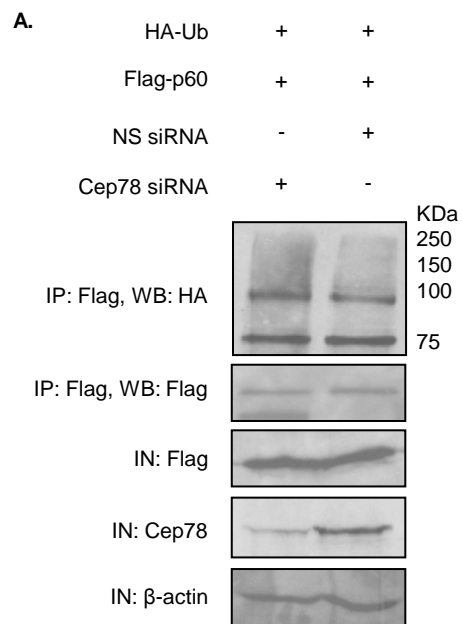 A.
HA-Ub + +
Flag-p60 + +
NS siRNA - +
Cep78 siRNA + -
KDa
250
150
100
IP: Flag, WB: HA
75
IP: Flag, WB: Flag
IN: Flag
IN: Cep78
IN: β-actin